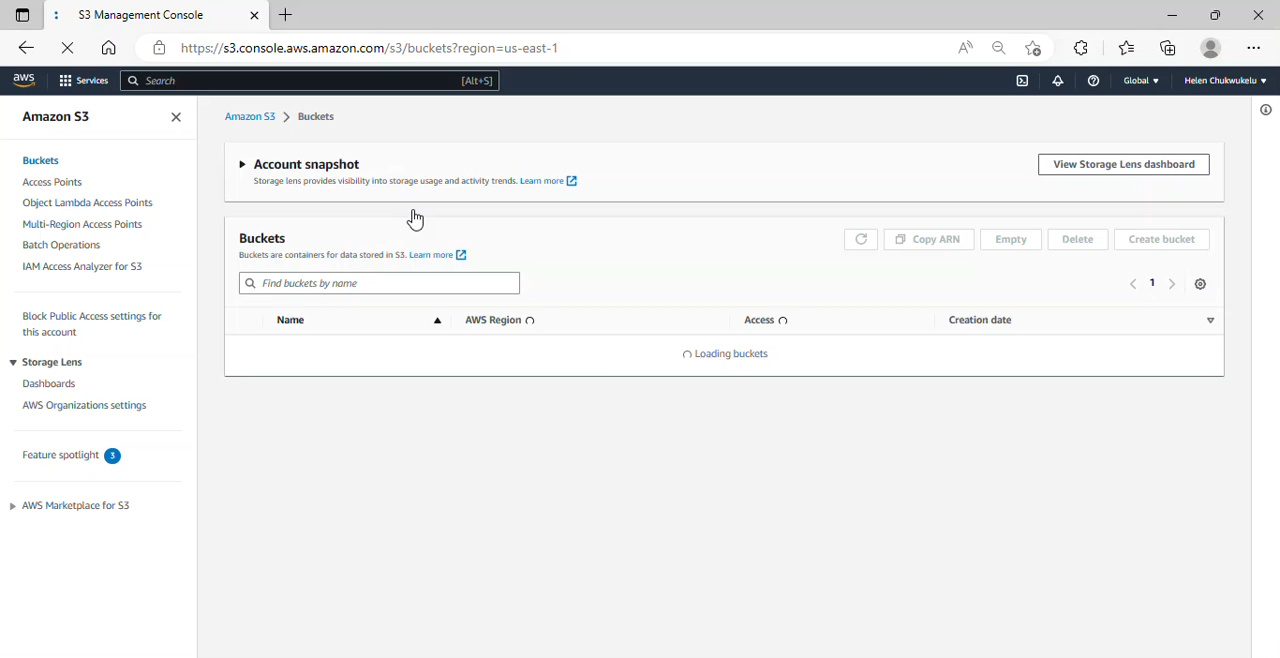 S3 Management Console
https://s3.console.aws.amazon.com/s3/buckets?region=us-east-1
aws
Services
Search
[Alt+S]
Global
Helen Chukwukelu
Amazon S3
Buckets
Access Points
Object Lambda Access Points
Multi-Region Access Points
Batch Operations
IAM Access Analyzer for S3
Block Public Access settings for
this account
Storage Lens
Dashboards
AWS Organizations settings
Feature spotlight 3
AWS Marketplace for S3
Amazon S3 > Buckets
Account snapshot
Storage lens provides visibility into storage usage and activity trends. Learn more
View Storage Lens dashboard
Buckets
Buckets are containers for data stored in S3. Learn more
Copy ARN
Empty
Delete
Create bucket
Find buckets by name
1
Name
AWS Region
Access
Creation date
Loading buckets